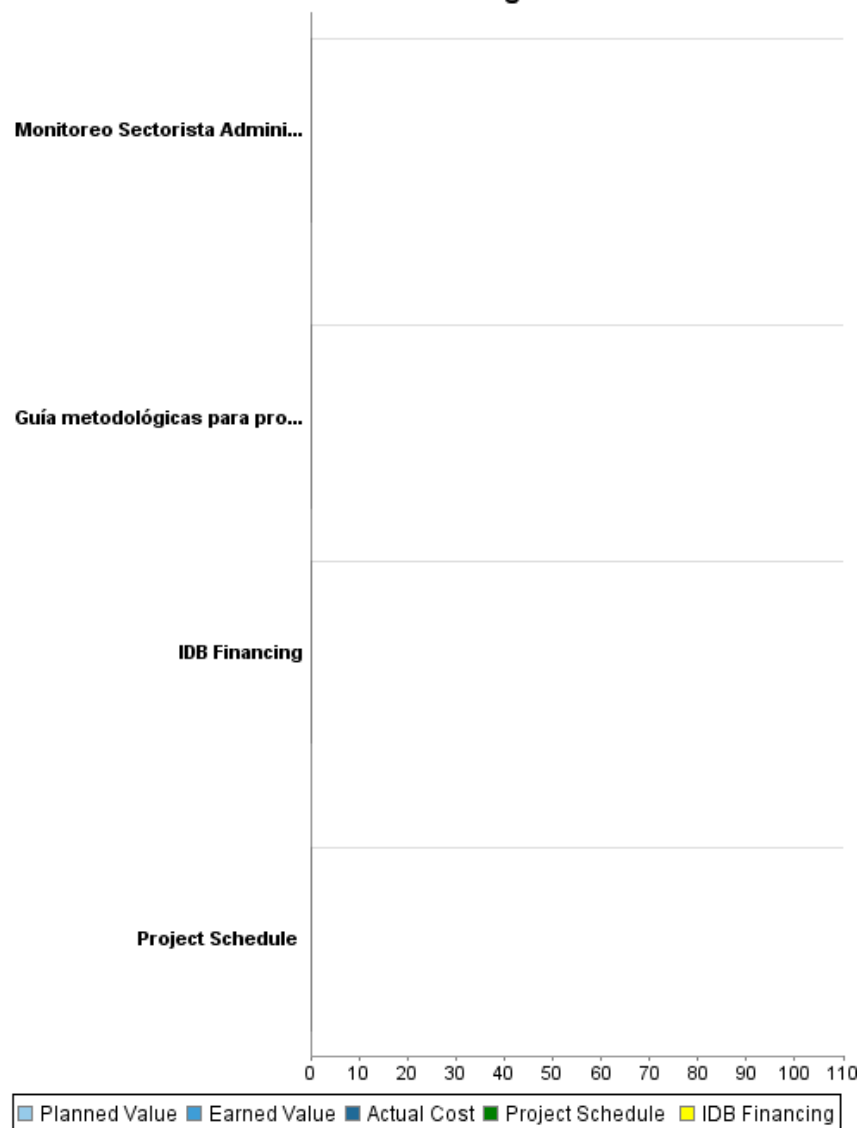 Monitoreo Sectorista Admini...
Guía metodológicas para pro...
IDB Financing
Project Schedule
0 10 20 30 40 50 60 70 80 90 100 110
Planned Value Earned Value Actual Cost Project Schedule IDB Financing